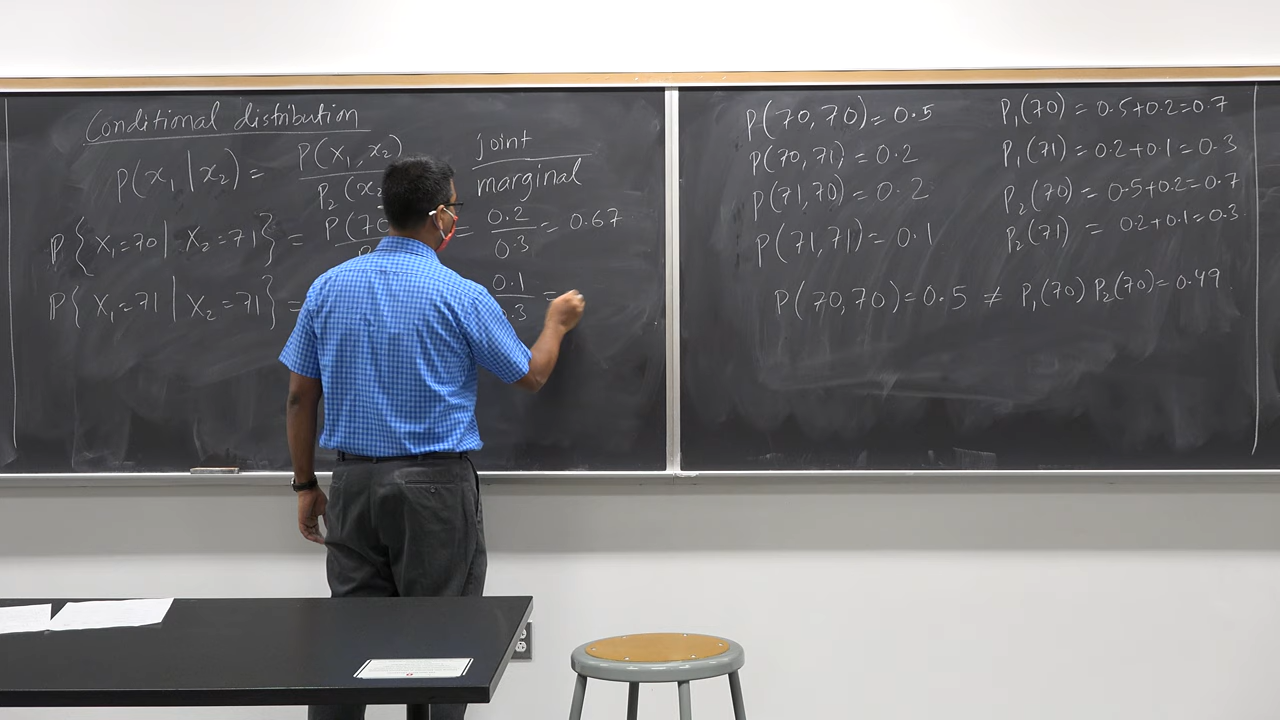 Conditional distribution
P(x₁|x₂) = P(x₁, x₂) / P₂(x₂ joint / marginal
P{X₁=70 | X₂=71} = P(70 = 0.2 / 0.3 = 0.67
P{X₁=71 | X₂=71} = 0.1 / 0.3 =
P(70,70) = 0.5 P₁(70) = 0.5+0.2=0.7
P(70,71) = 0.2 P₁(71) = 0.2+0.1=0.3
P(71,70) = 0.2 P₂(70) = 0.5+0.2=0.7
P(71,71) = 0.1 P₂(71) = 0.2+0.1=0.3
P(70,70)=0.5 ≠ P₁(70) P₂(70)=0.49